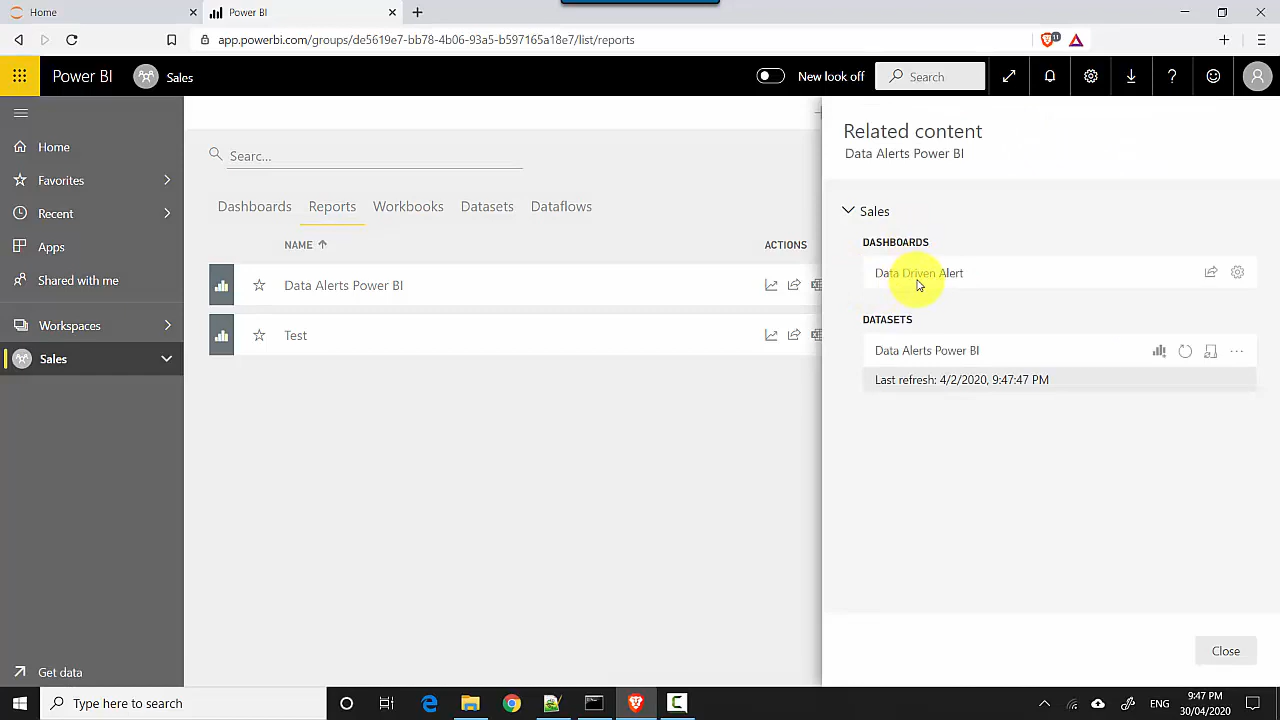 Home
Power BI
app.powerbi.com/groups/de5619e7-bb78-4b06-93a5-b597165a18e7/list/reports
11
Power BI
Sales
New look off
Search
Home
Favorites
Recent
Apps
Shared with me
Workspaces
Sales
Get data
Searc...
Dashboards Reports Workbooks Datasets Dataflows
NAME ACTIONS
Data Alerts Power BI
Test
Related content
Data Alerts Power BI
Sales
DASHBOARDS
Data Driven Alert
DATASETS
Data Alerts Power BI
Last refresh: 4/2/2020, 9:47:47 PM
Close
Type here to search
ENG
9:47 PM
30/04/2020